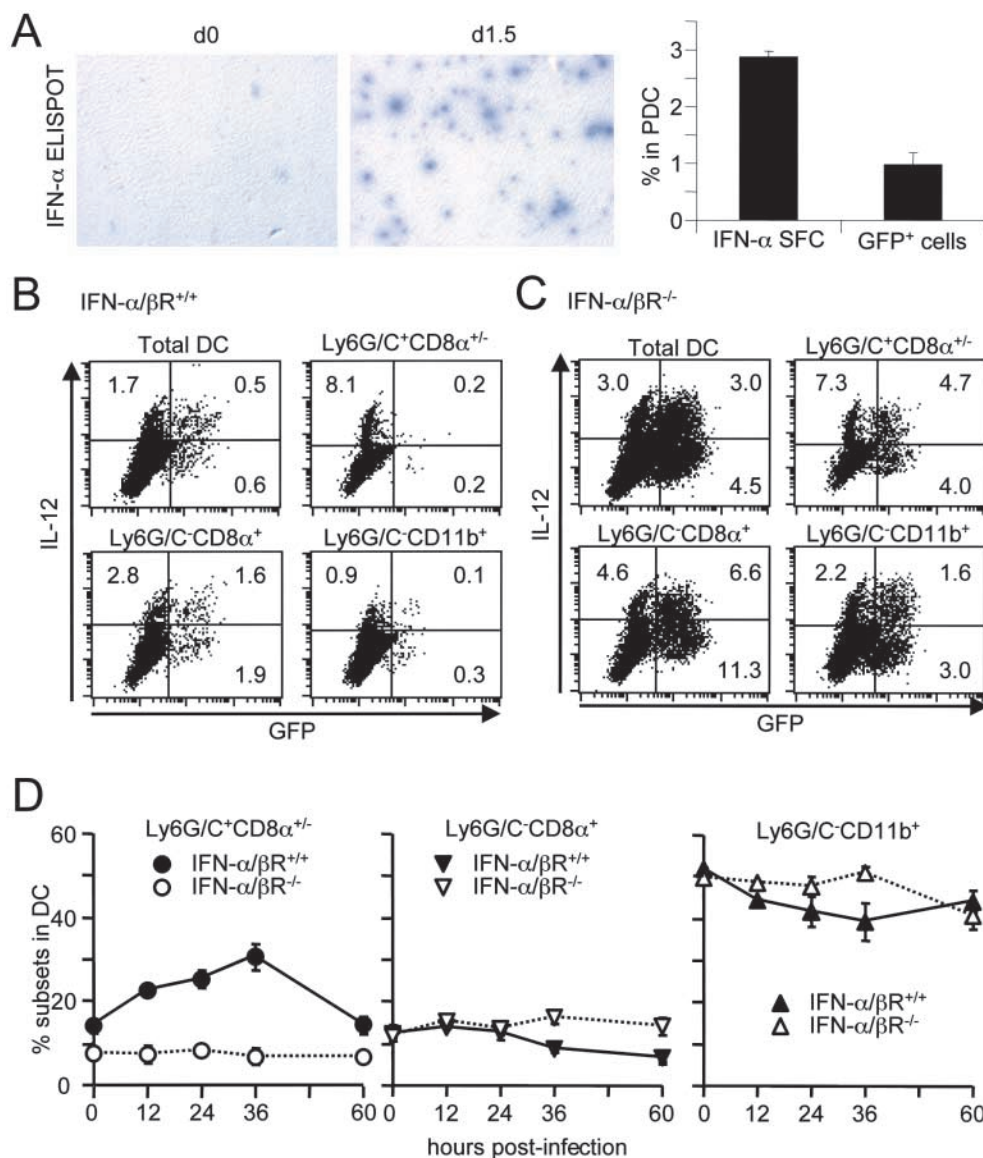 A
d0
d1.5
IFN-α ELISPOT
% in PDC
3
2
1
0
IFN-α SFC
GFP⁺ cells
B
IFN-α/βR⁺/⁺
Total DC
1.7
0.5
0.6
Ly6G/C⁺CD8α⁺/⁻
8.1
0.2
0.2
Ly6G/C⁻CD8α⁺
2.8
1.6
1.9
Ly6G/C⁻CD11b⁺
0.9
0.1
0.3
IL-12
GFP
C
IFN-α/βR⁻/⁻
Total DC
3.0
3.0
4.5
Ly6G/C⁺CD8α⁺/⁻
7.3
4.7
4.0
Ly6G/C⁻CD8α⁺
4.6
6.6
11.3
Ly6G/C⁻CD11b⁺
2.2
1.6
3.0
IL-12
GFP
D
% subsets in DC
60
40
20
0
Ly6G/C⁺CD8α⁺/⁻
IFN-α/βR⁺/⁺
IFN-α/βR⁻/⁻
0 12 24 36 60
Ly6G/C⁻CD8α⁺
IFN-α/βR⁺/⁺
IFN-α/βR⁻/⁻
0 12 24 36 60
Ly6G/C⁻CD11b⁺
IFN-α/βR⁺/⁺
IFN-α/βR⁻/⁻
0 12 24 36 60
hours post-infection